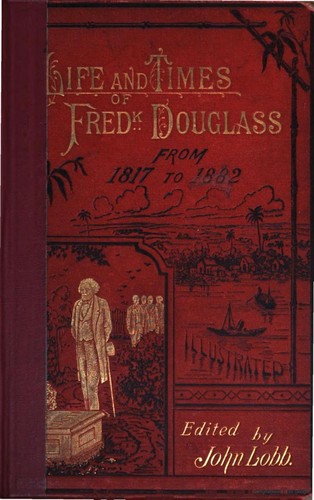 LIFE AND TIMES
OF
FREDK. DOUGLASS
FROM
1817 TO 1882
ILLUSTRATED
Edited by
John Lobb.